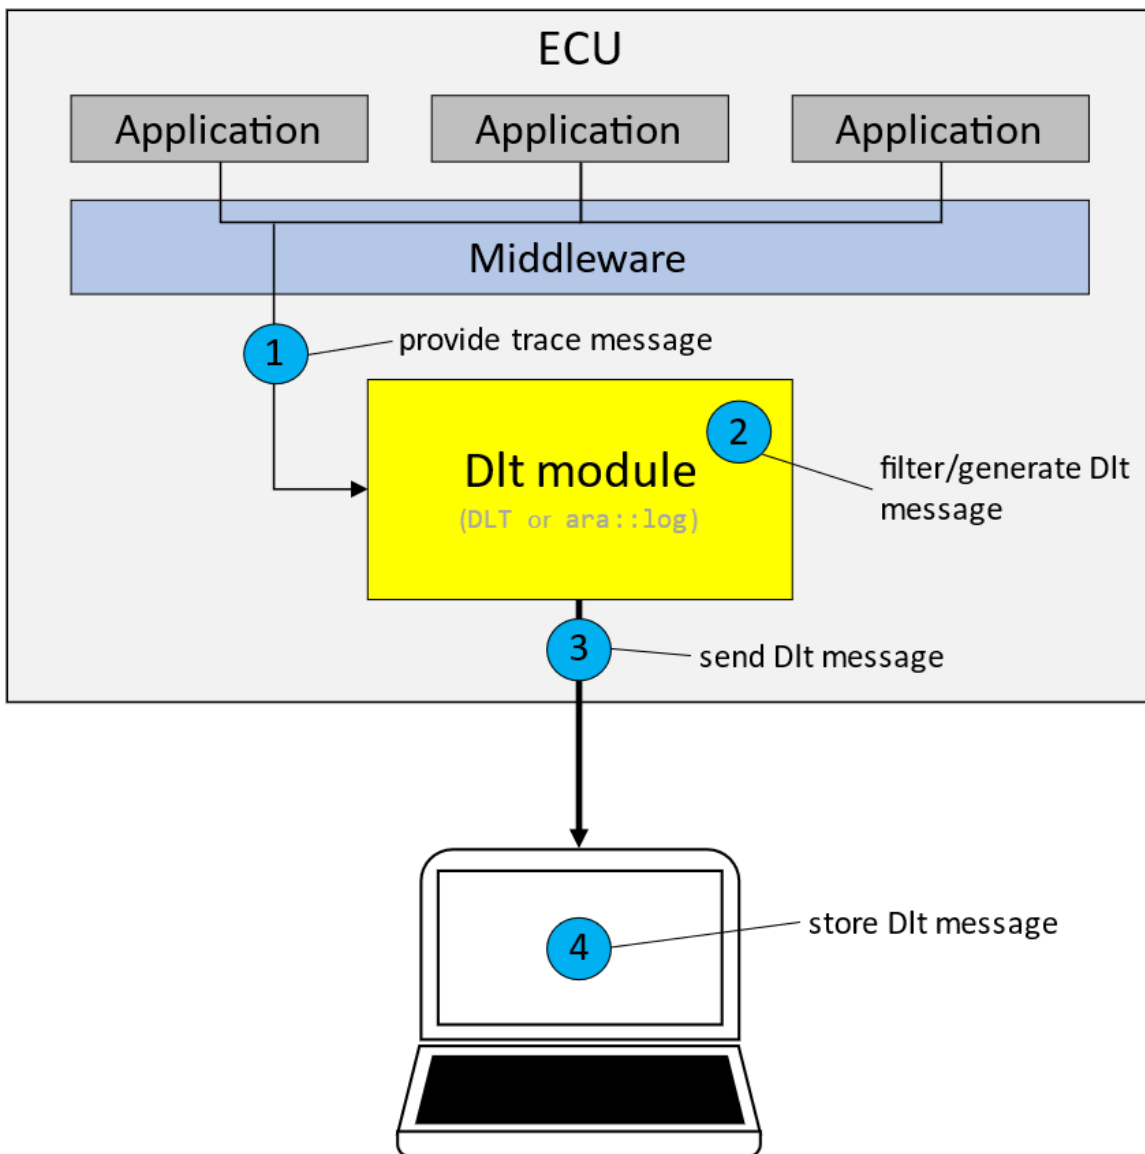 ECU
Application
Application
Application
Middleware
1
provide trace message
2
Dlt module
(DLT or ara::log)
filter/generate Dlt
message
3
send Dlt message
4
store Dlt message